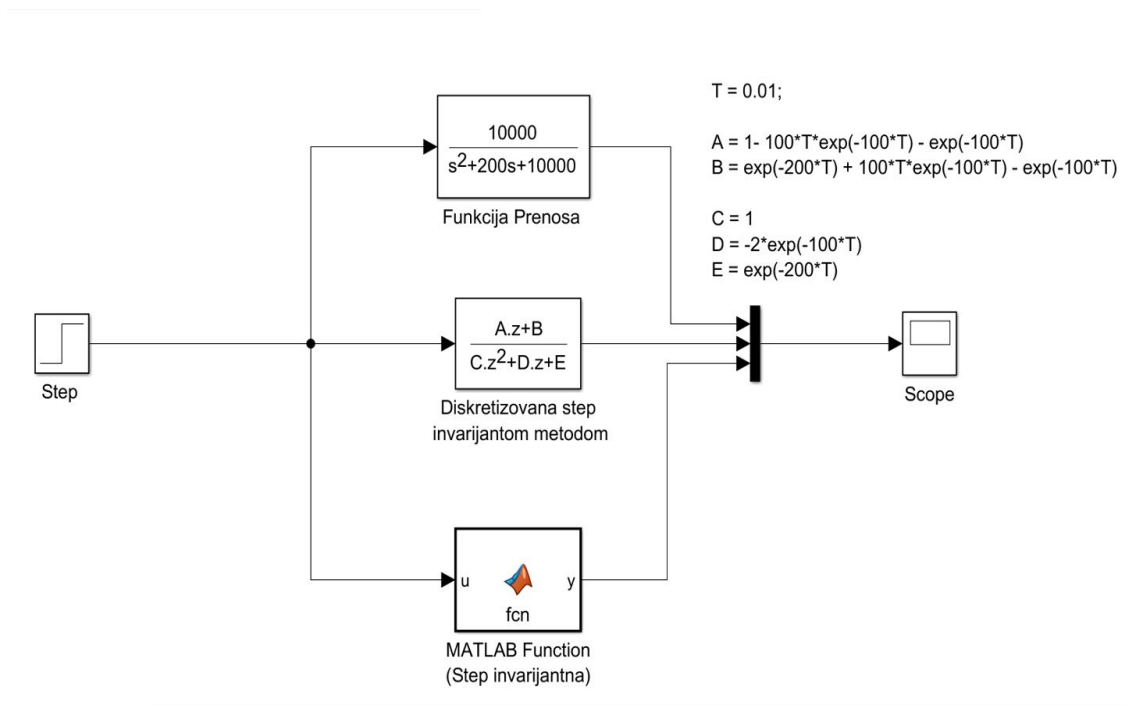 T = 0.01;
A = 1- 100*T*exp(-100*T) - exp(-100*T)
B = exp(-200*T) + 100*T*exp(-100*T) - exp(-100*T)
C = 1
D = -2*exp(-100*T)
E = exp(-200*T)
10000
s²+200s+10000
Funkcija Prenosa
Step
A.z+B
C.z²+D.z+E
Diskretizovana step
invarijantom metodom
Scope
u
y
fcn
MATLAB Function
(Step invarijantna)